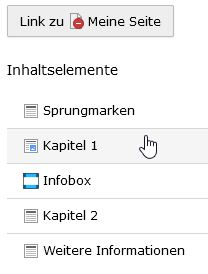 Link zu Meine Seite
Inhaltselemente
Sprungmarken
Kapitel 1
Infobox
Kapitel 2
Weitere Informationen